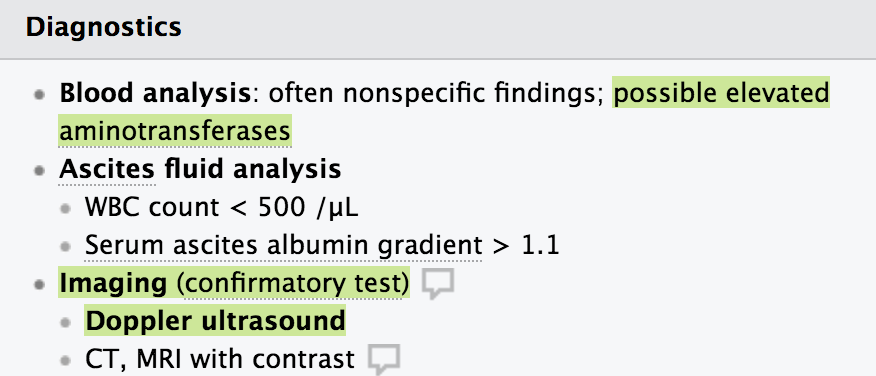 Diagnostics
Blood analysis: often nonspecific findings; possible elevated
aminotransferases
Ascites fluid analysis
WBC count < 500 /μL
Serum ascites albumin gradient > 1.1
Imaging (confirmatory test)
Doppler ultrasound
CT, MRI with contrast